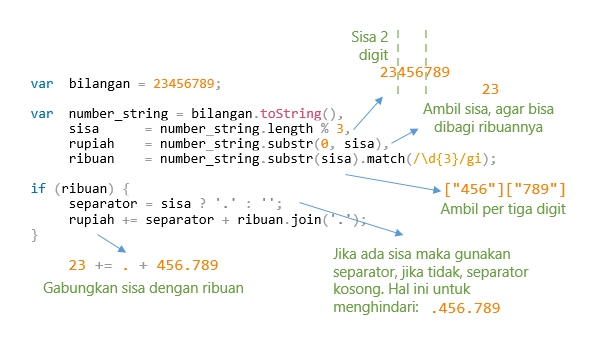 Sisa 2
digit
23456789
var bilangan = 23456789;
23
var number_string = bilangan.toString(),
sisa = number_string.length % 3,
rupiah = number_string.substr(0, sisa),
ribuan = number_string.substr(sisa).match(/\d{3}/gi);
Ambil sisa, agar bisa
dibagi ribuannya
["456"]["789"]
Ambil per tiga digit
if (ribuan) {
separator = sisa ? '.' : '';
rupiah += separator + ribuan.join('.');
}
23 += . + 456.789
Gabungkan sisa dengan ribuan
Jika ada sisa maka gunakan
separator, jika tidak, separator
kosong. Hal ini untuk
menghindari: .456.789